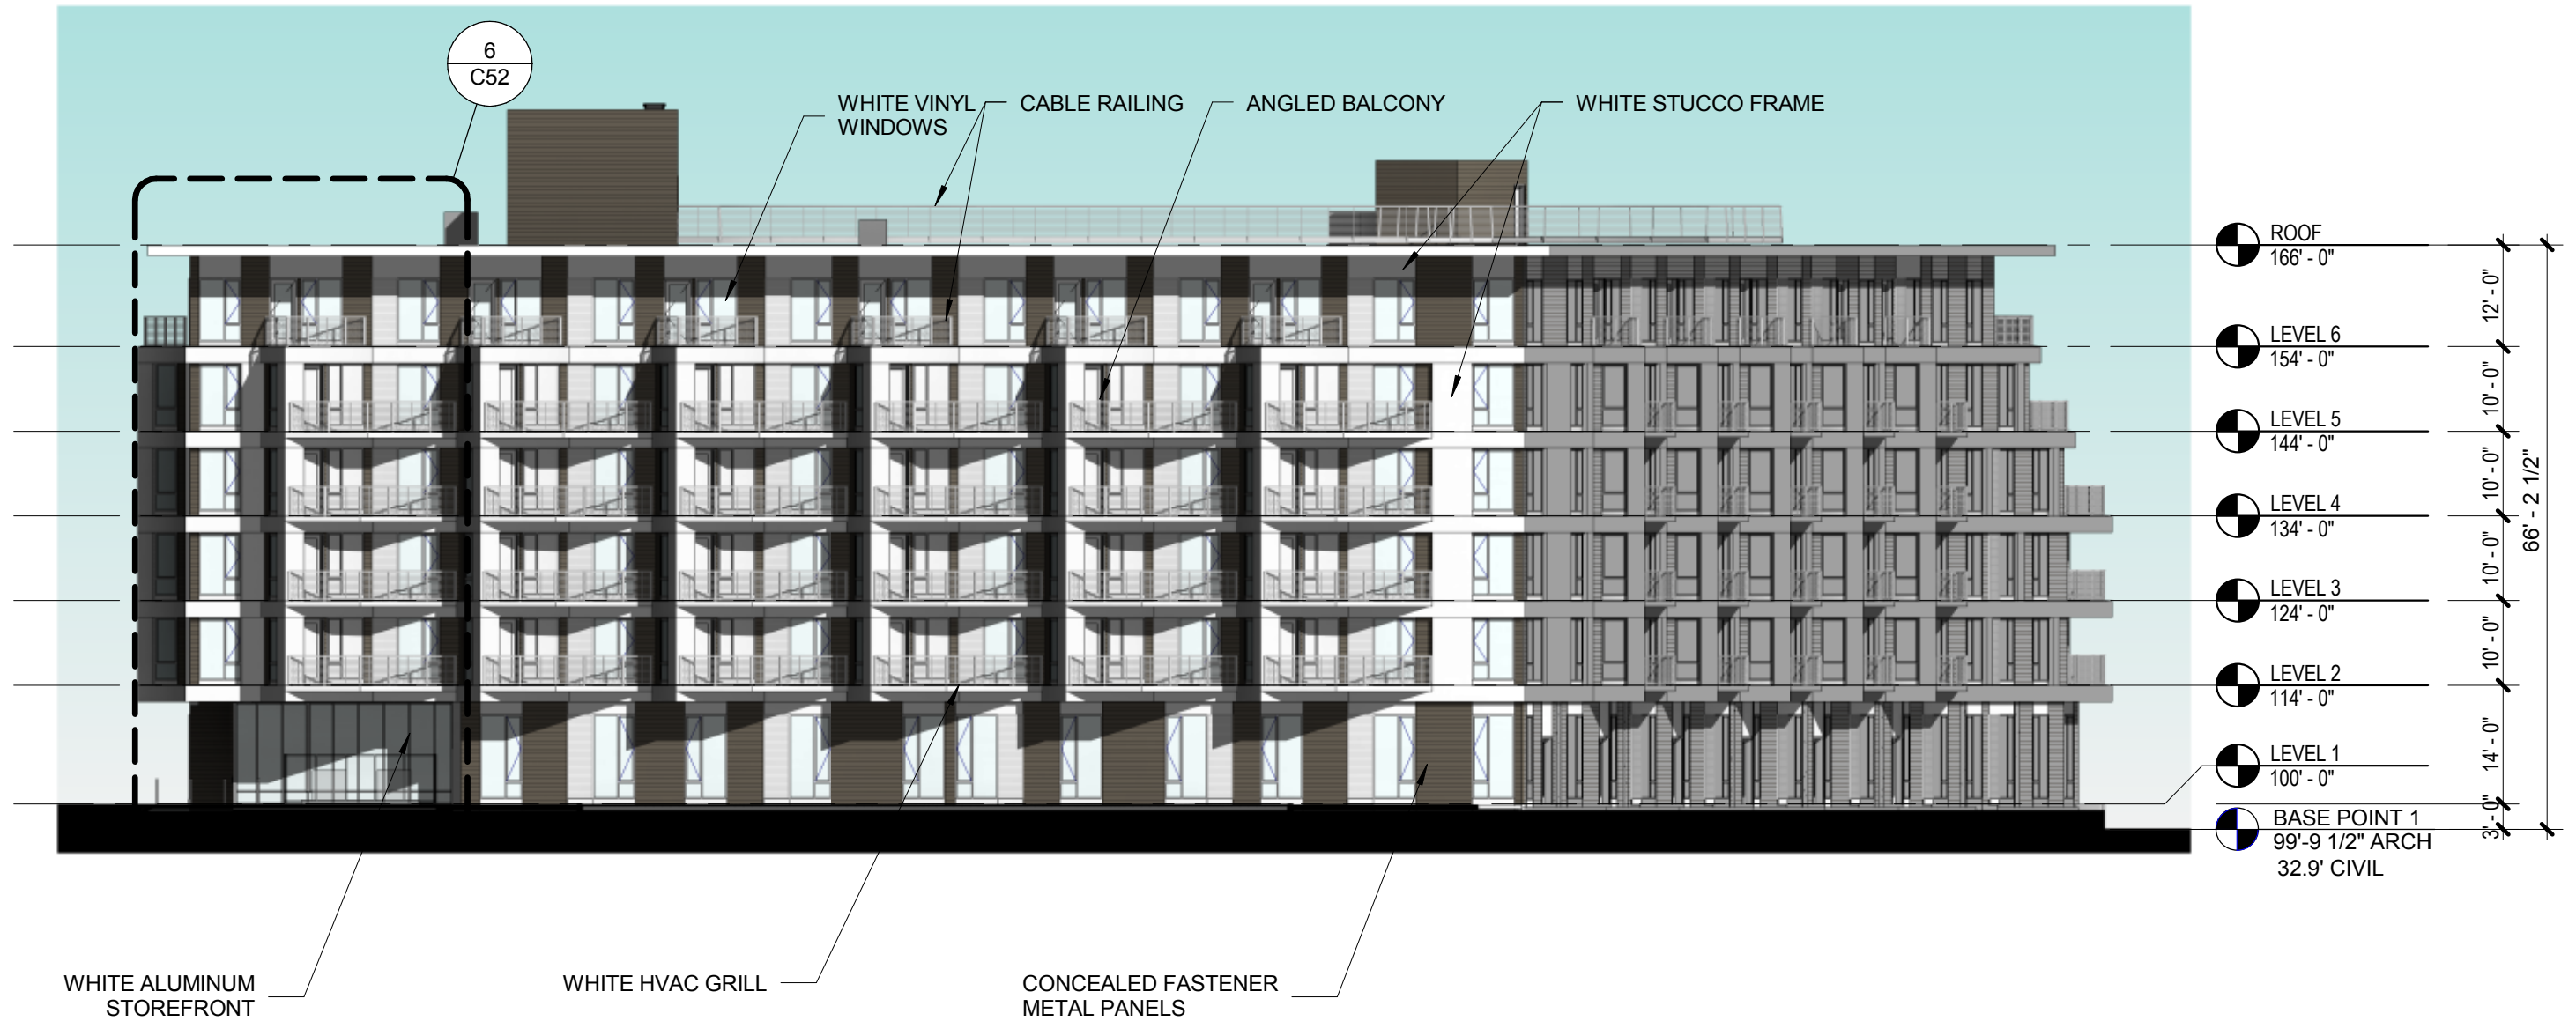 6
C52
WHITE VINYL
WINDOWS
CABLE RAILING
ANGLED BALCONY
WHITE STUCCO FRAME
ROOF
166' - 0"
12' - 0"
LEVEL 6
154' - 0"
10' - 0"
LEVEL 5
144' - 0"
10' - 0"
LEVEL 4
134' - 0"
10' - 0"
LEVEL 3
124' - 0"
10' - 0"
LEVEL 2
114' - 0"
14' - 0"
LEVEL 1
100' - 0"
3' - 0"
66' - 2 1/2"
BASE POINT 1
99'-9 1/2" ARCH
32.9' CIVIL
WHITE ALUMINUM
STOREFRONT
WHITE HVAC GRILL
CONCEALED FASTENER
METAL PANELS